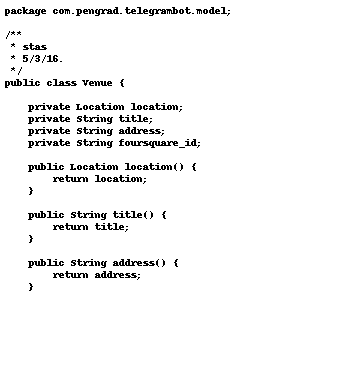 package com.pengrad.telegrambot.model;

/**
 * stas
 * 5/3/16.
 */
public class Venue {

    private Location location;
    private String title;
    private String address;
    private String foursquare_id;

    public Location location() {
        return location;
    }

    public String title() {
        return title;
    }

    public String address() {
        return address;
    }